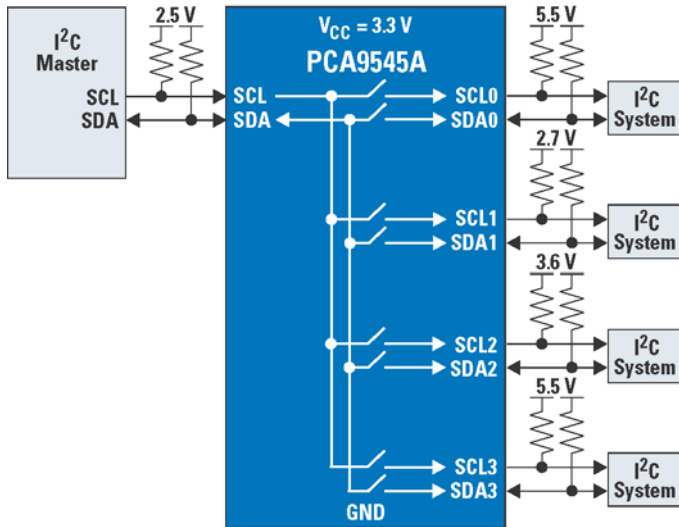 I²C
Master
SCL
SDA
2.5 V
V_CC = 3.3 V
PCA9545A
SCL
SDA
SCL0
SDA0
5.5 V
I²C
System
SCL1
SDA1
2.7 V
I²C
System
SCL2
SDA2
3.6 V
I²C
System
SCL3
SDA3
5.5 V
I²C
System
GND